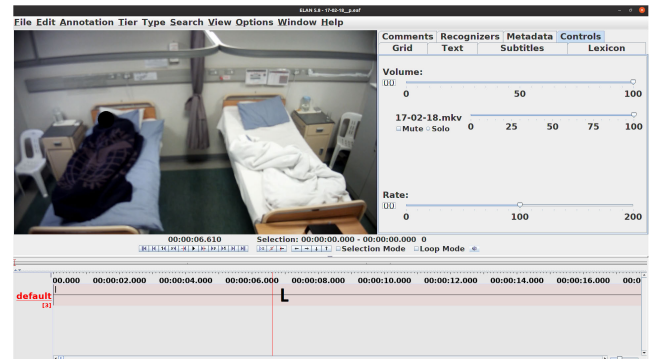 ELAN 5.9 - 17-02-18__p.eaf
File Edit Annotation Tier Type Search View Options Window Help
Comments Recognizers Metadata Controls
Grid Text Subtitles Lexicon
Volume:
0 50 100
17-02-18.mkv
Mute Solo 0 25 50 75 100
Rate:
0 100 200
00:00:06.610 Selection: 00:00:00.000 - 00:00:00.000 0
Selection Mode Loop Mode
00.000 00:00:02.000 00:00:04.000 00:00:06.000 00:00:08.000 00:00:10.000 00:00:12.000 00:00:14.000 00:00:16.000 00:0
default
[3]
L